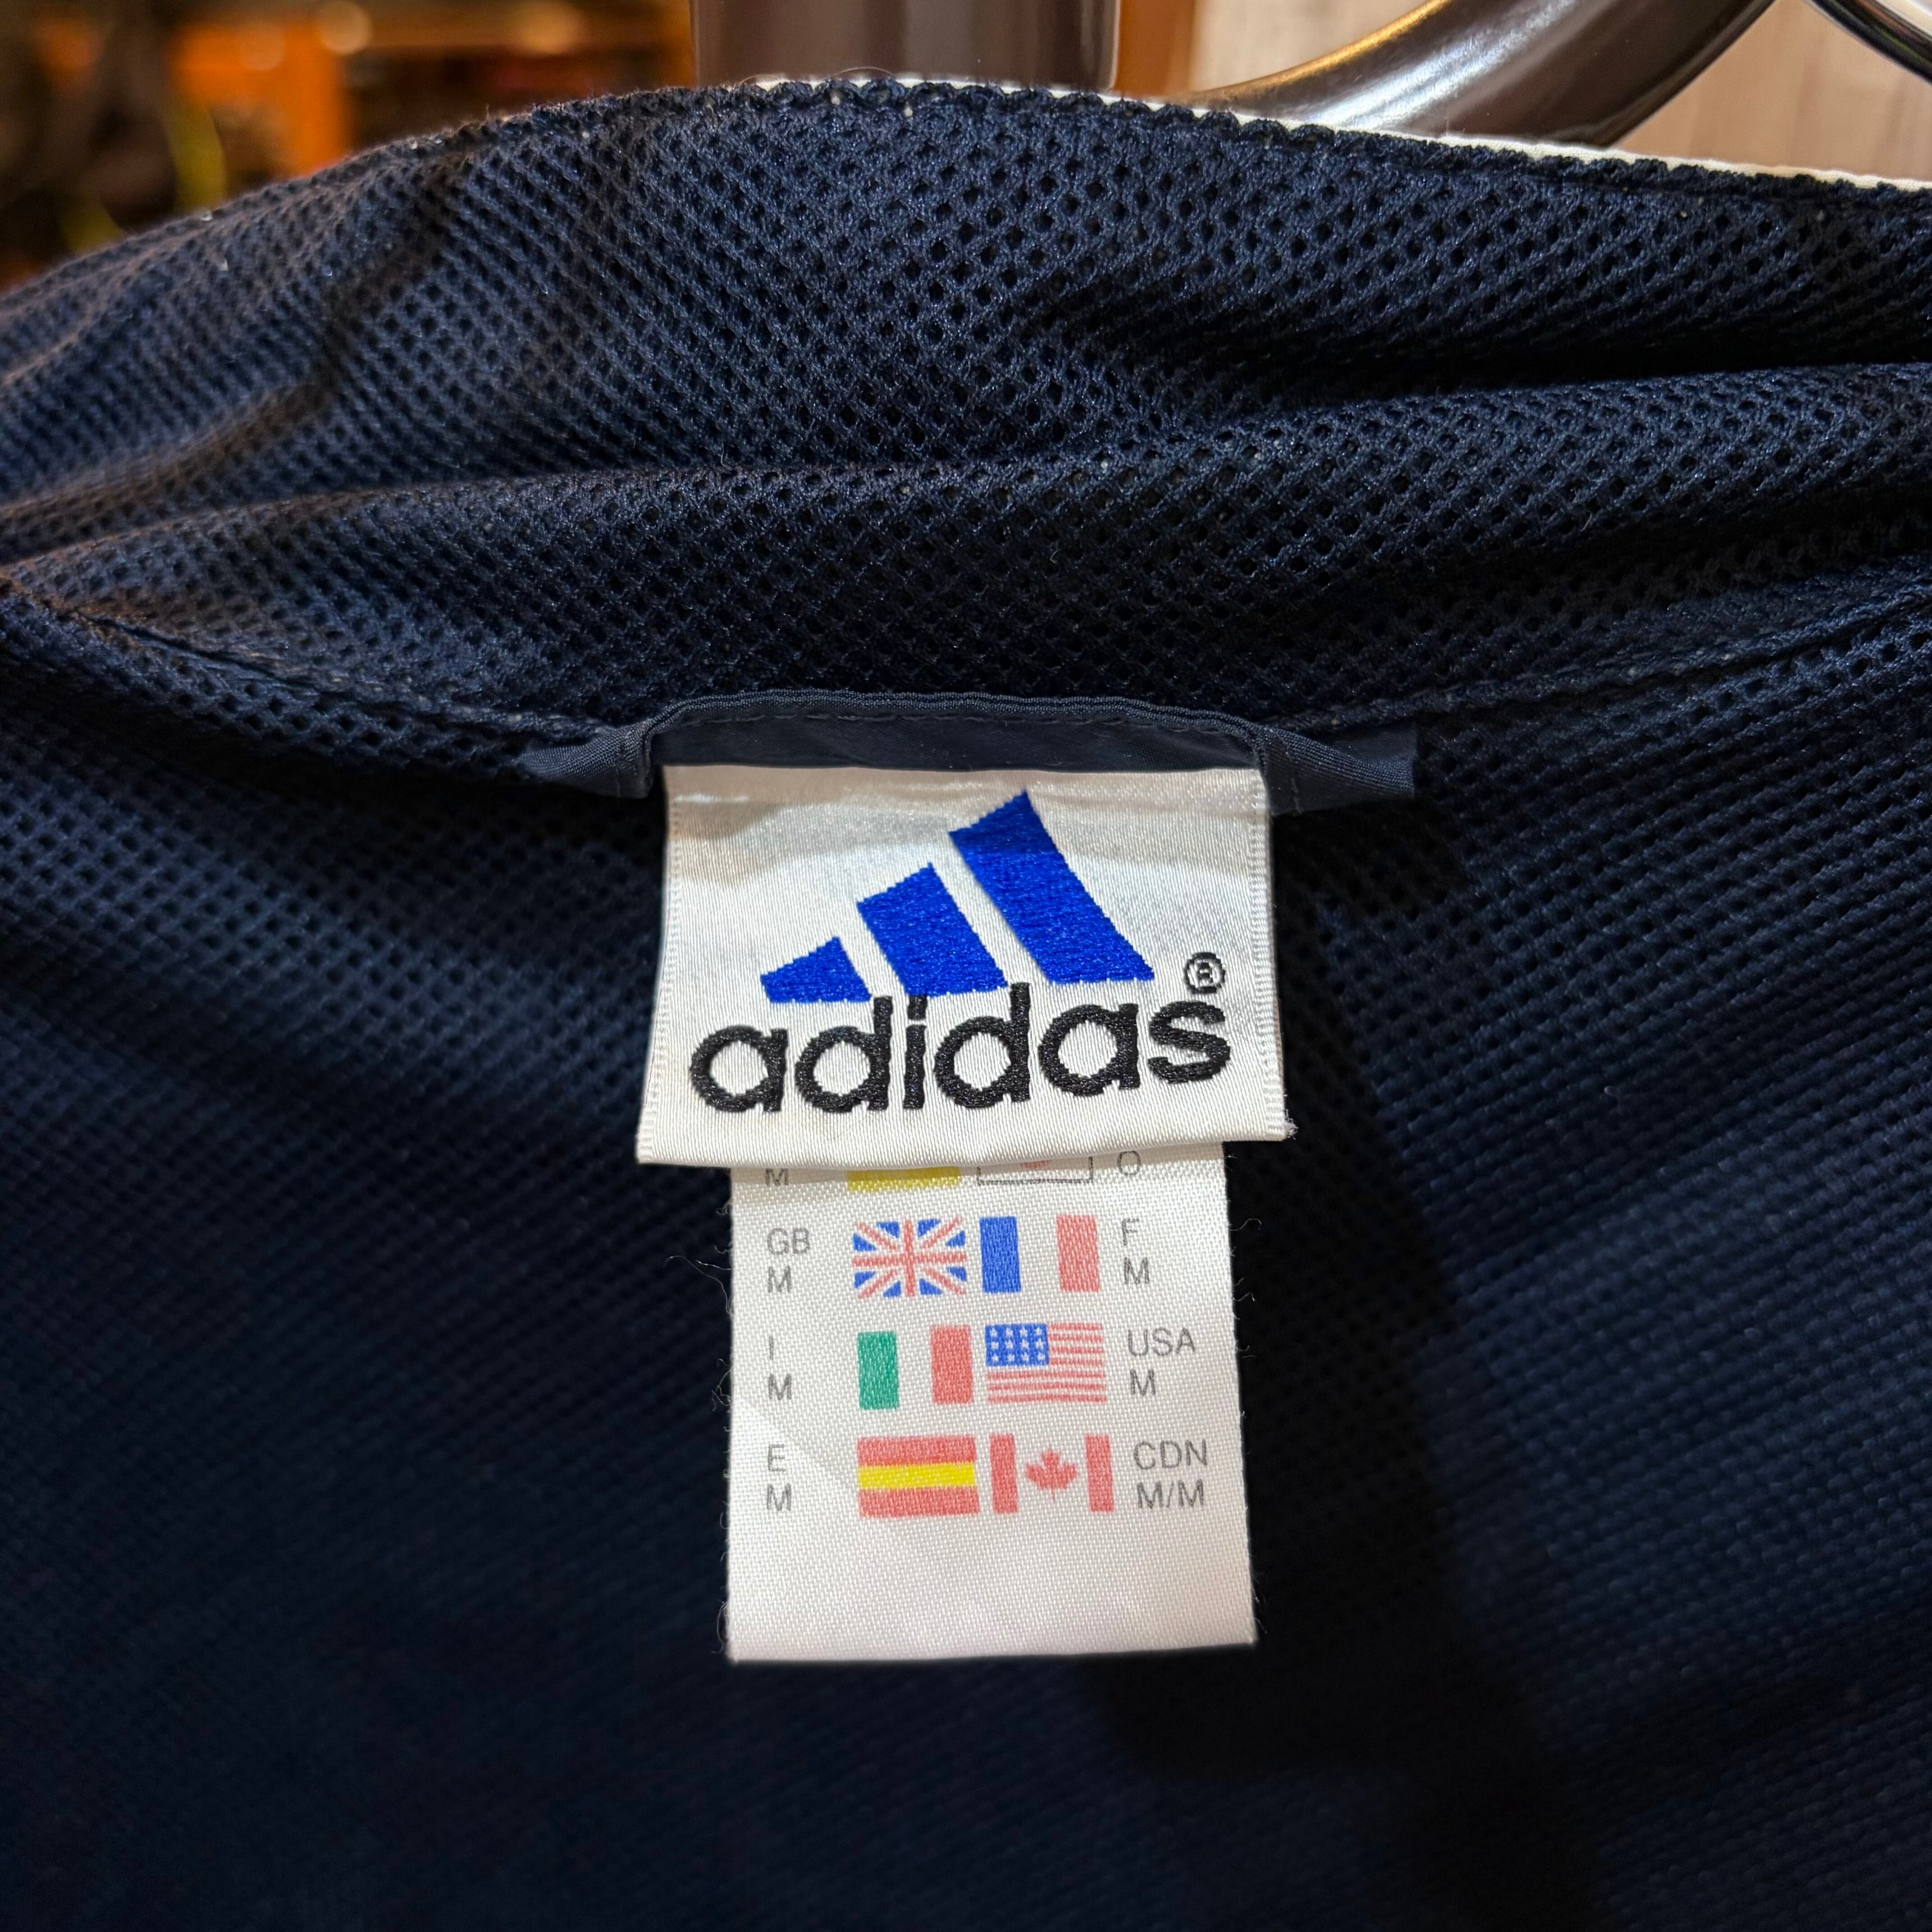 adidas®
M O
GB F
M M
I USA
M M
E CDN
M M/M